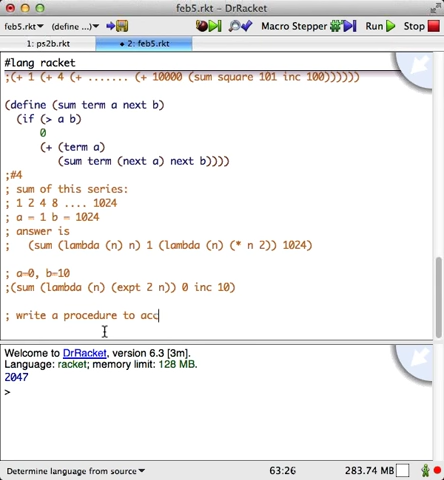 feb5.rkt - DrRacket
feb5.rkt▼ (define ...)▼ Macro Stepper Run Stop
1: ps2b.rkt 2: feb5.rkt
#lang racket
;(+ 1 (+ 4 (+ ....... (+ 10000 (sum square 101 inc 100))))))
(define (sum term a next b)
(if (> a b)
0
(+ (term a)
(sum term (next a) next b))))
;#4
; sum of this series:
; 1 2 4 8 .... 1024
; a = 1 b = 1024
; answer is
; (sum (lambda (n) n) 1 (lambda (n) (* n 2)) 1024)
; a=0, b=10
;(sum (lambda (n) (expt 2 n)) 0 inc 10)
; write a procedure to acc
Welcome to DrRacket, version 6.3 [3m].
Language: racket; memory limit: 128 MB.
2047
>
Determine language from source▼ 63:26 283.74 MB